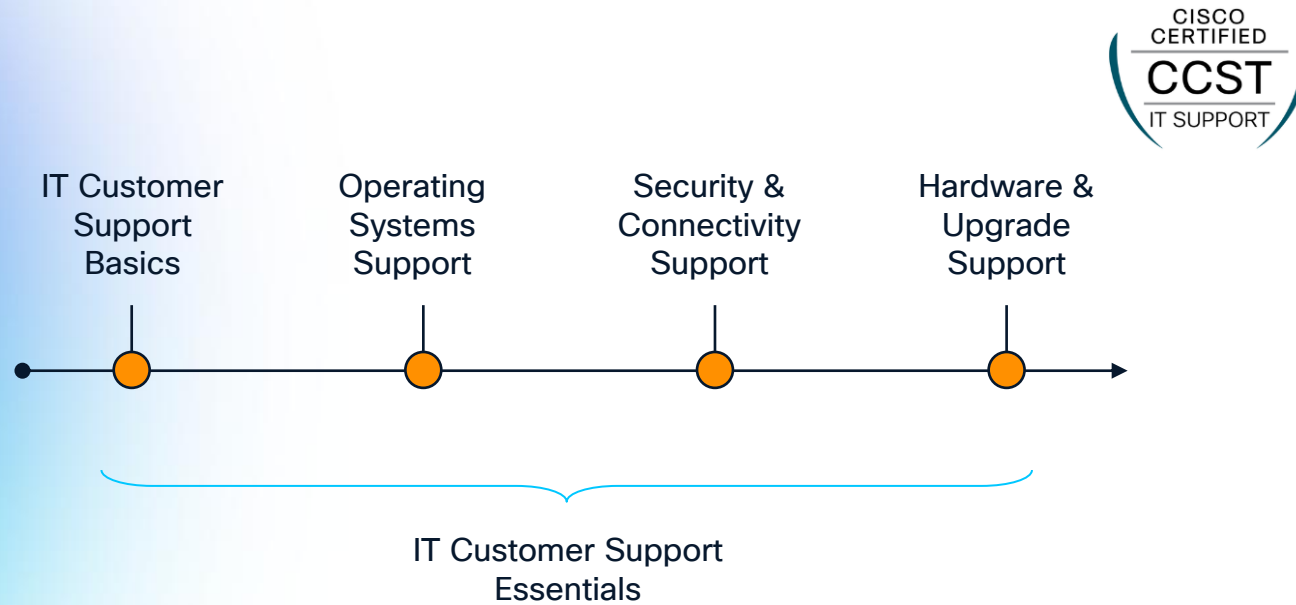 CISCO
CERTIFIED
CCST
IT SUPPORT
IT Customer
Support
Basics
Operating
Systems
Support
Security &
Connectivity
Support
Hardware &
Upgrade
Support
IT Customer Support
Essentials